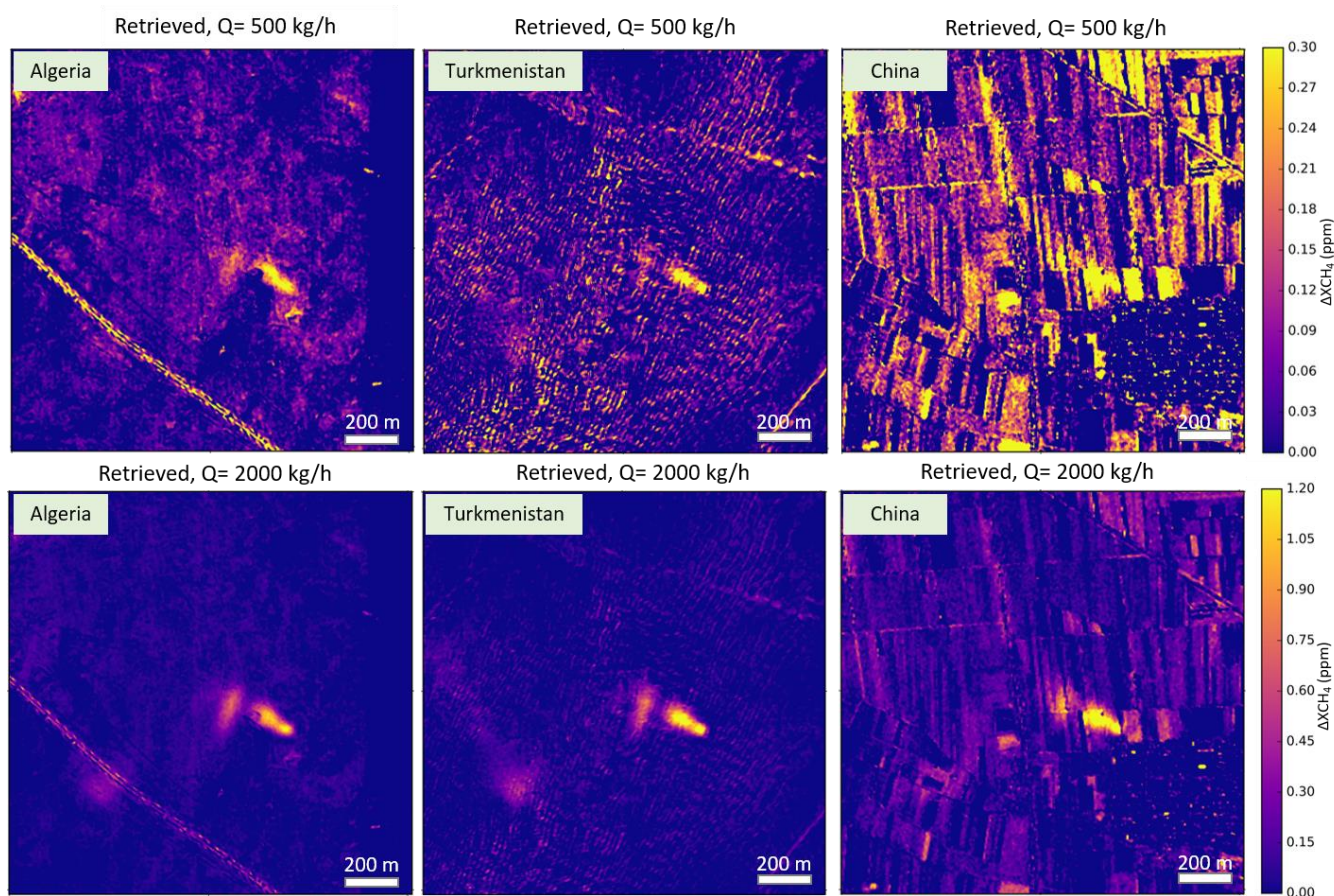 Retrieved, Q= 500 kg/h
Retrieved, Q= 500 kg/h
Retrieved, Q= 500 kg/h
Algeria
Turkmenistan
China
0.30
0.27
0.24
0.21
0.18
0.15
0.12
0.09
0.06
0.03
0.00
ΔXCH₄ (ppm)
200 m
200 m
200 m
Retrieved, Q= 2000 kg/h
Retrieved, Q= 2000 kg/h
Retrieved, Q= 2000 kg/h
Algeria
Turkmenistan
China
1.20
1.05
0.90
0.75
0.60
0.45
0.30
0.15
0.00
ΔXCH₄ (ppm)
200 m
200 m
200 m